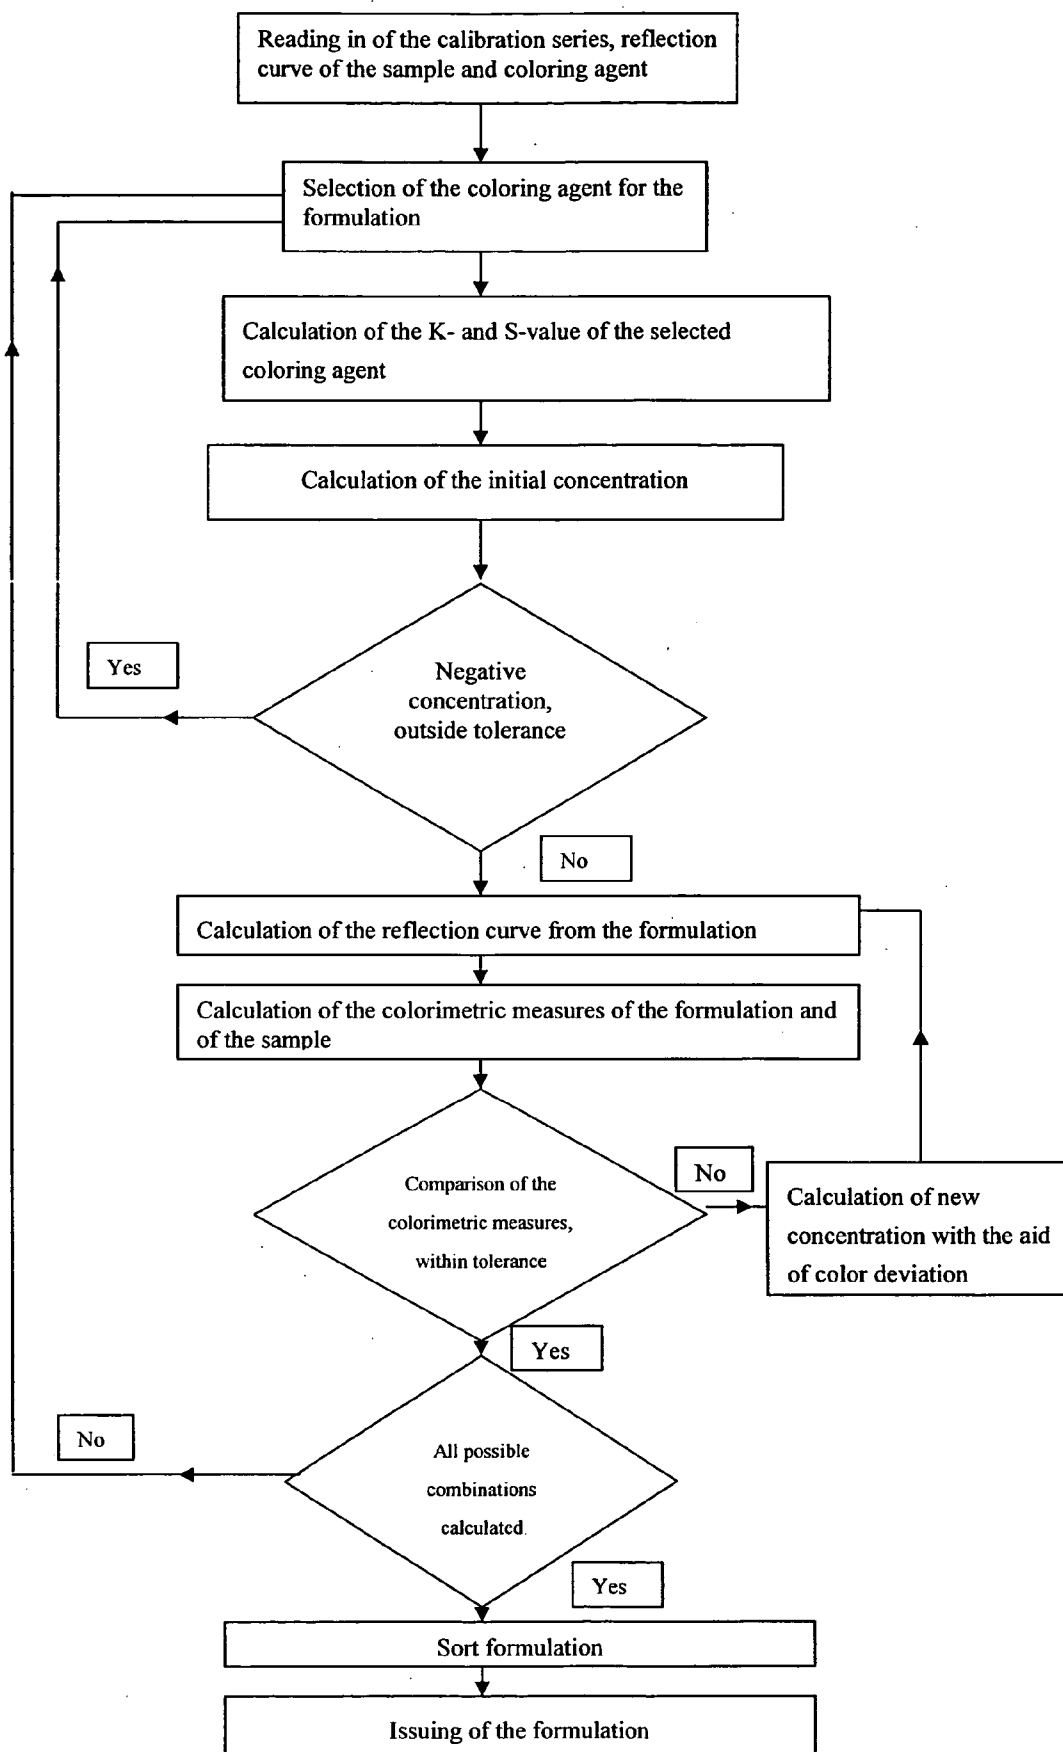 Reading in of the calibration series, reflection
curve of the sample and coloring agent
Selection of the coloring agent for the
formulation
Calculation of the K- and S-value of the selected
coloring agent
Calculation of the initial concentration
Yes
Negative
concentration,
outside tolerance
No
Calculation of the reflection curve from the formulation
Calculation of the colorimetric measures of the formulation and
of the sample
No
Comparison of the
colorimetric measures,
within tolerance
Calculation of new
concentration with the aid
of color deviation
Yes
No
All possible
combinations
calculated
Yes
Sort formulation
Issuing of the formulation